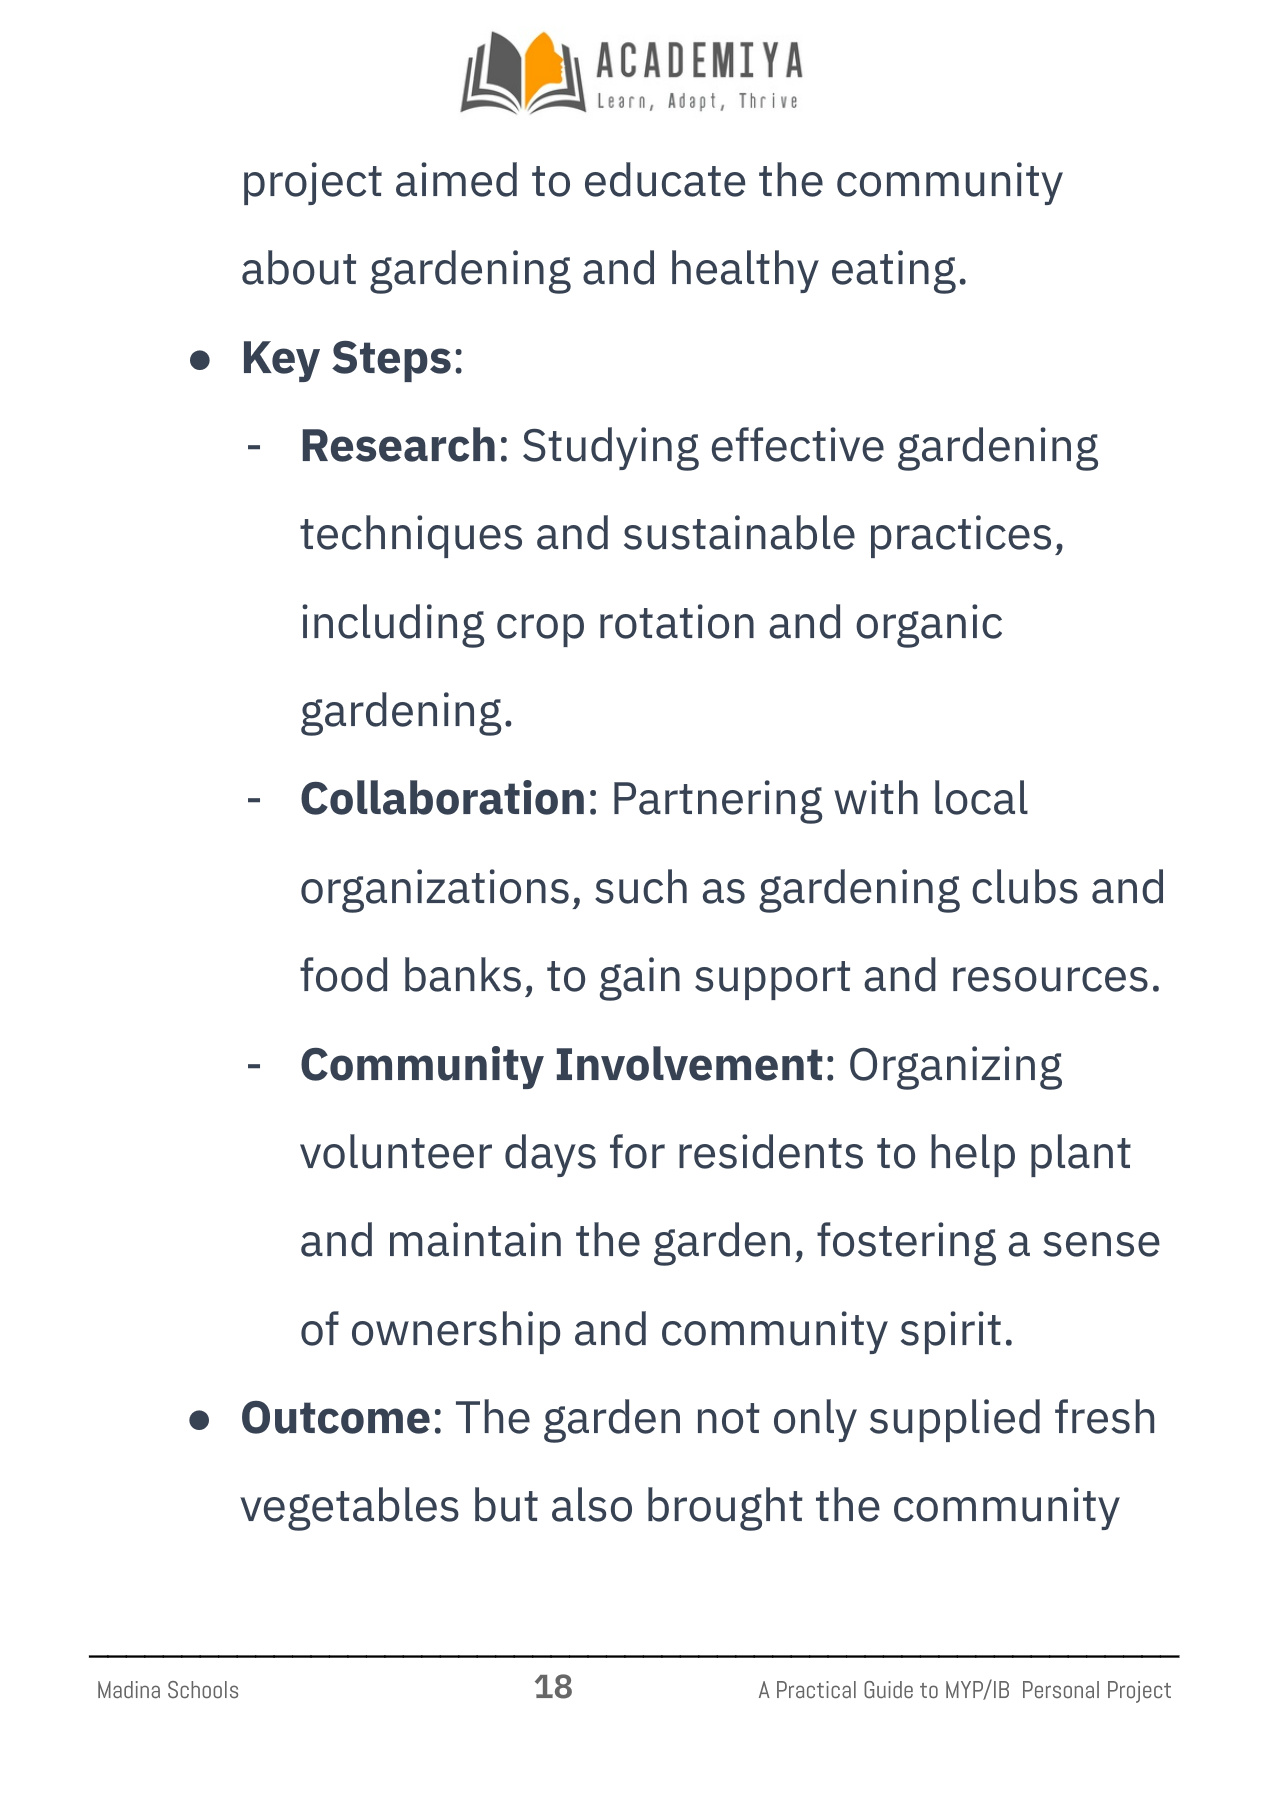 ACADEMIYA
Learn, Adapt, Thrive
project aimed to educate the community
about gardening and healthy eating.
● Key Steps:
- Research: Studying effective gardening
techniques and sustainable practices,
including crop rotation and organic
gardening.
- Collaboration: Partnering with local
organizations, such as gardening clubs and
food banks, to gain support and resources.
- Community Involvement: Organizing
volunteer days for residents to help plant
and maintain the garden, fostering a sense
of ownership and community spirit.
● Outcome: The garden not only supplied fresh
vegetables but also brought the community
Madina Schools 18 A Practical Guide to MYP/IB Personal Project